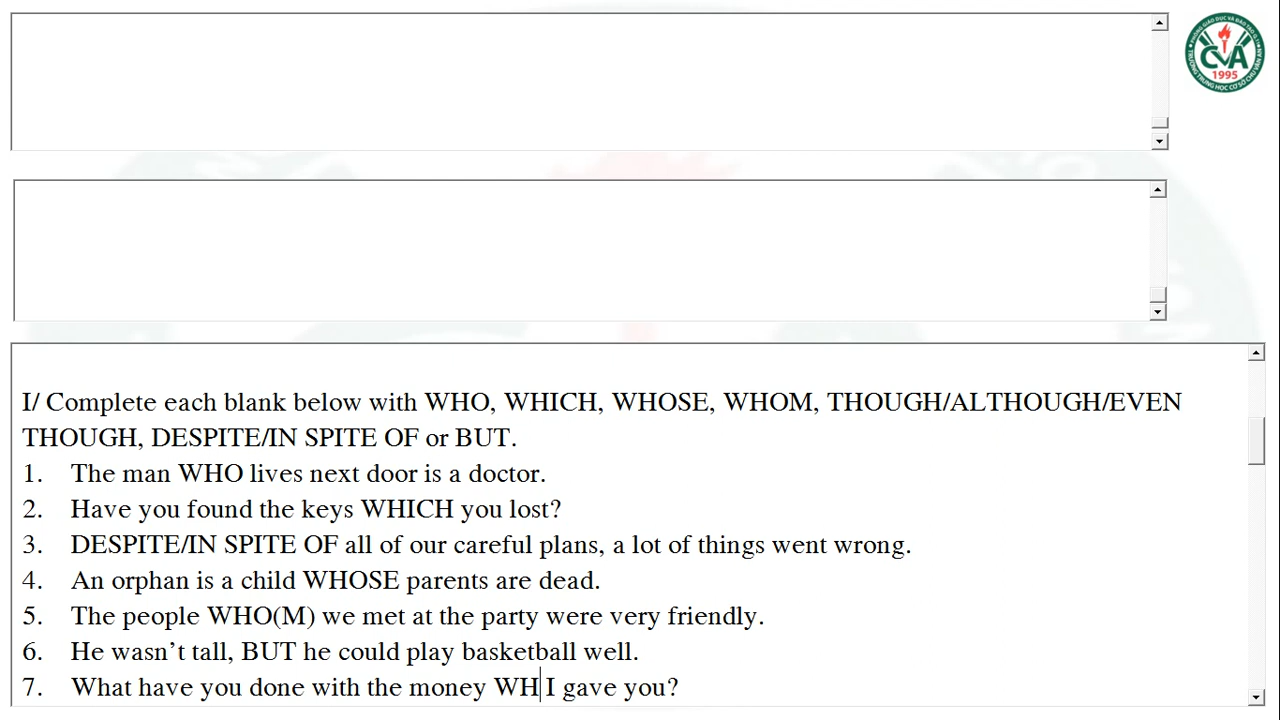 CVA
1995
I/ Complete each blank below with WHO, WHICH, WHOSE, WHOM, THOUGH/ALTHOUGH/EVEN
THOUGH, DESPITE/IN SPITE OF or BUT.
1. The man WHO lives next door is a doctor.
2. Have you found the keys WHICH you lost?
3. DESPITE/IN SPITE OF all of our careful plans, a lot of things went wrong.
4. An orphan is a child WHOSE parents are dead.
5. The people WHO(M) we met at the party were very friendly.
6. He wasn’t tall, BUT he could play basketball well.
7. What have you done with the money WH I gave you?